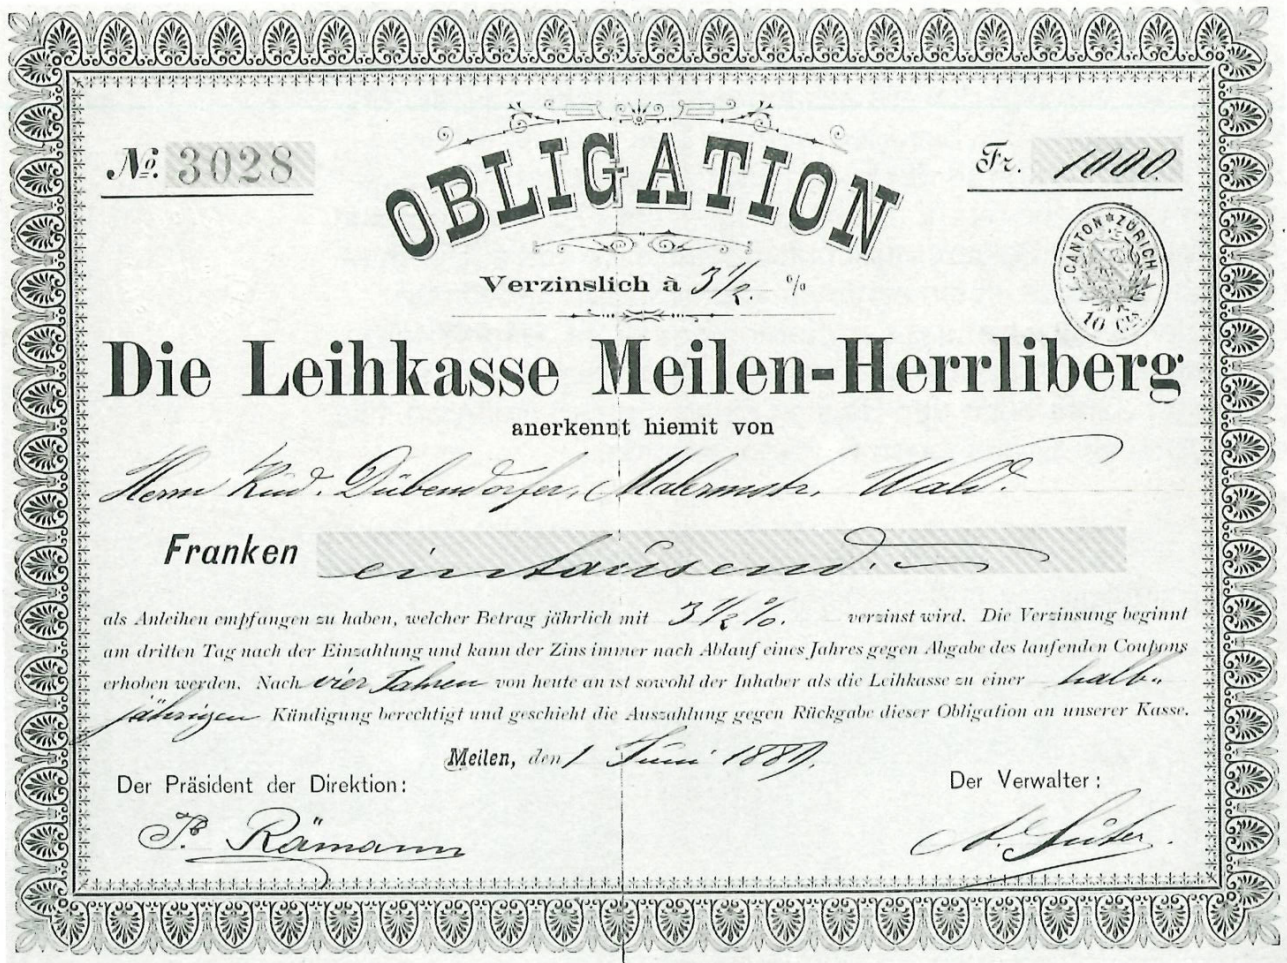 No. 3028
OBLIGATION
Fr. 1000
CANTON ZÜRICH
10 Cts
Verzinslich à 3 1/2. %
Die Leihkasse Meilen-Herrliberg
anerkennt hiemit von
Herrn Rud. Dübendorfer, Malermstr. Wald.
Franken eintausend.
als Anleihen empfangen zu haben, welcher Betrag jährlich mit 3 1/2 %. verzinst wird. Die Verzinsung beginnt
am dritten Tag nach der Einzahlung und kann der Zins immer nach Ablauf eines Jahres gegen Abgabe des laufenden Coupons
erhoben werden. Nach vier Jahren von heute an ist sowohl der Inhaber als die Leihkasse zu einer halb„
jährigen Kündigung berechtigt und geschieht die Auszahlung gegen Rückgabe dieser Obligation an unserer Kasse.
Meilen, den 1 Juni 1889.
Der Präsident der Direktion:
Der Verwalter:
Rämann
A. Suter.